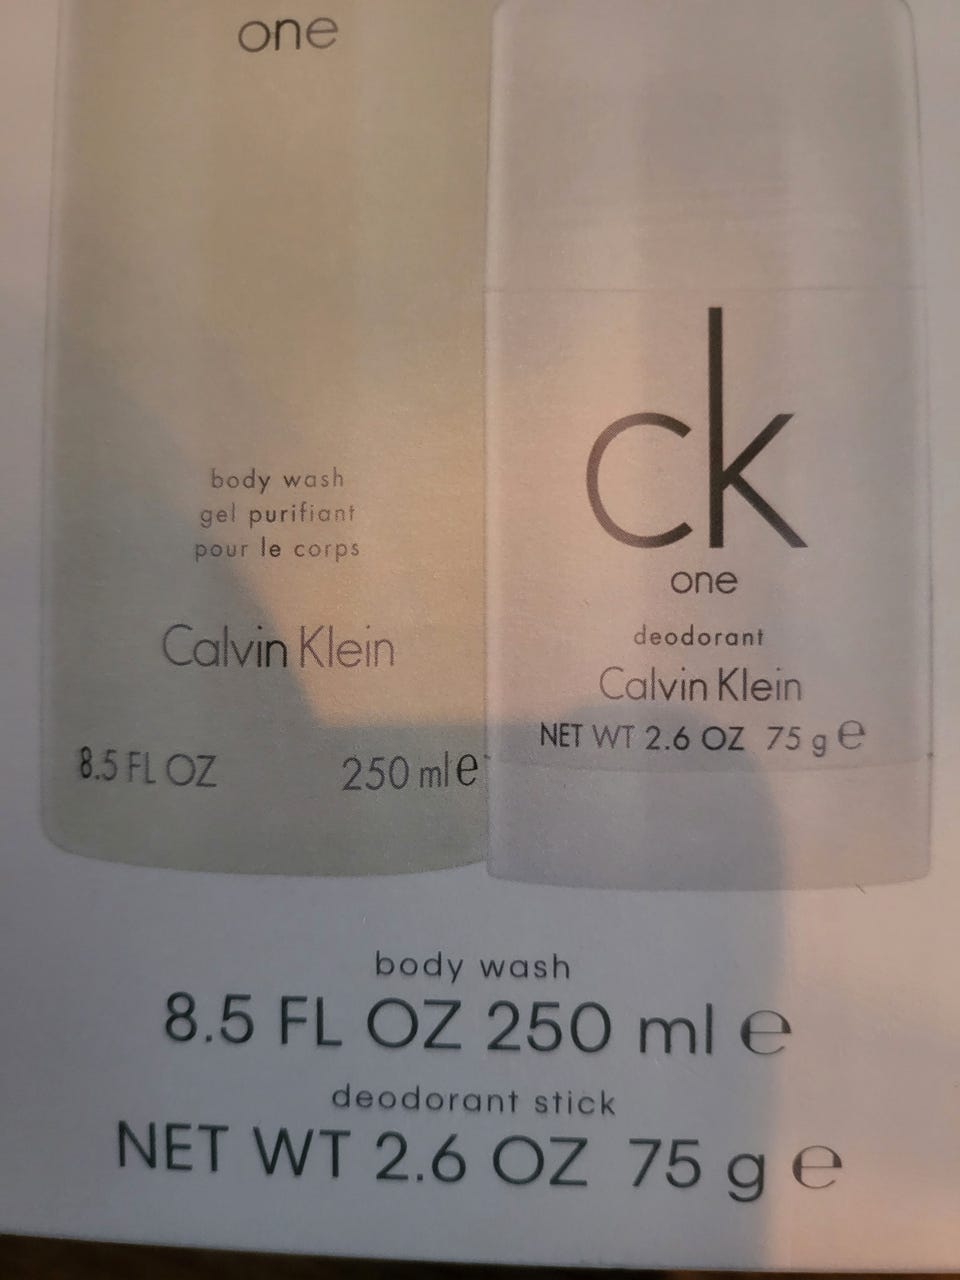 one
body wash
gel purifiant
pour le corps
Calvin Klein
8.5 FL OZ 250 ml e
ck
one
deodorant
Calvin Klein
NET WT 2.6 OZ 75 g e
body wash
8.5 FL OZ 250 ml e
deodorant stick
NET WT 2.6 OZ 75 g e